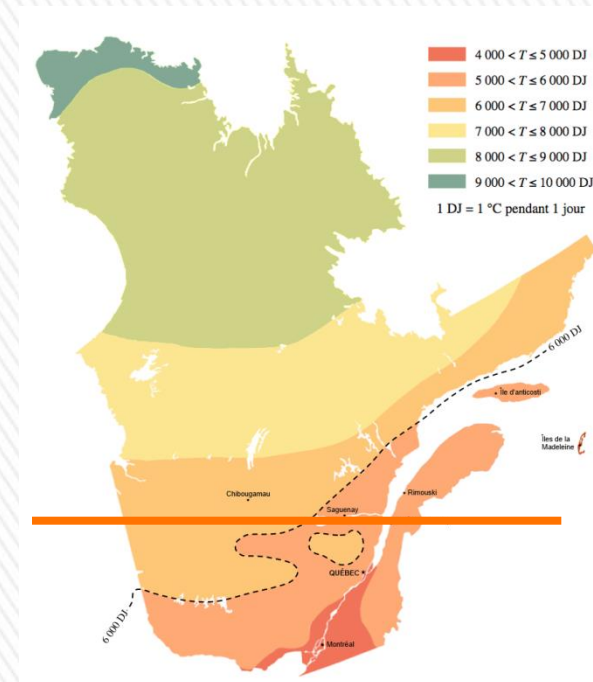 4 000 < T ≤ 5 000 DJ
5 000 < T ≤ 6 000 DJ
6 000 < T ≤ 7 000 DJ
7 000 < T ≤ 8 000 DJ
8 000 < T ≤ 9 000 DJ
9 000 < T ≤ 10 000 DJ
1 DJ = 1 °C pendant 1 jour
6 000 DJ
Île d'anticosti
Îles de la
Madeleine
Chibougamau
Rimouski
Saguenay
QUÉBEC
6 000 DJ
Montréal